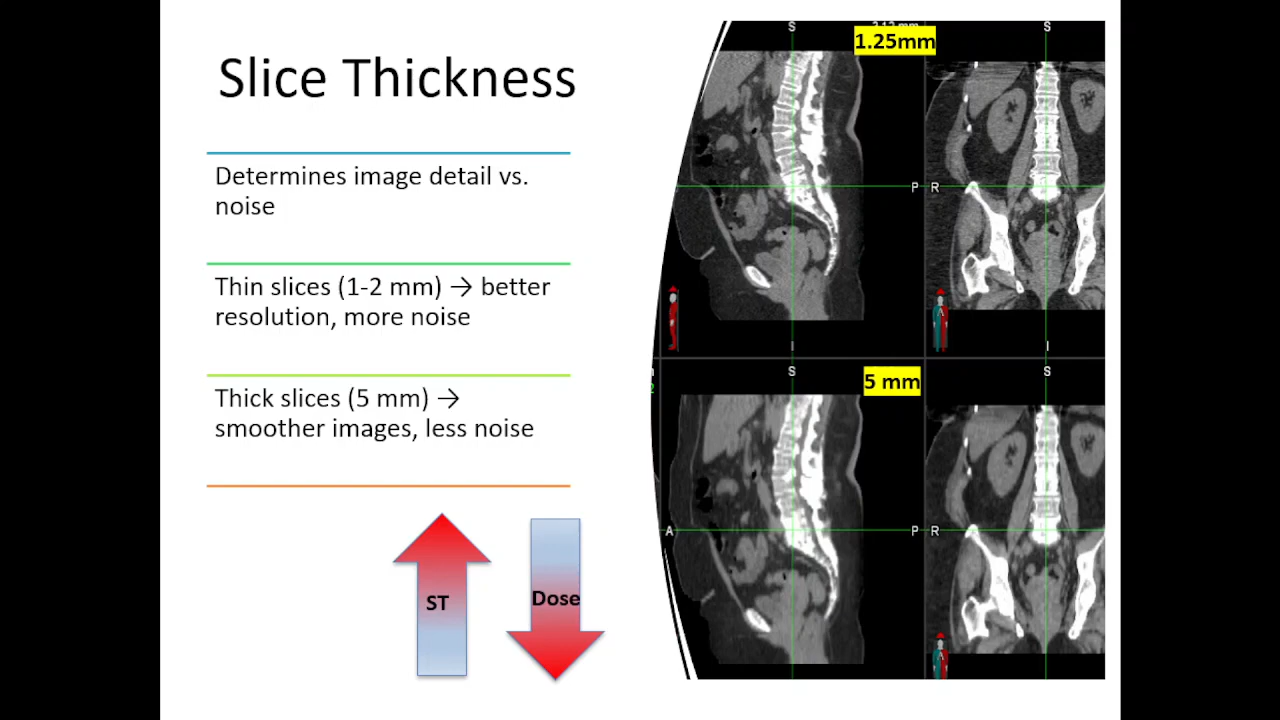 Slice Thickness
Determines image detail vs.
noise
Thin slices (1-2 mm) → better
resolution, more noise
Thick slices (5 mm) →
smoother images, less noise
ST
Dose
S
1.25mm
S
P
R
A
I
I
S
5 mm
S
A
P
R
A